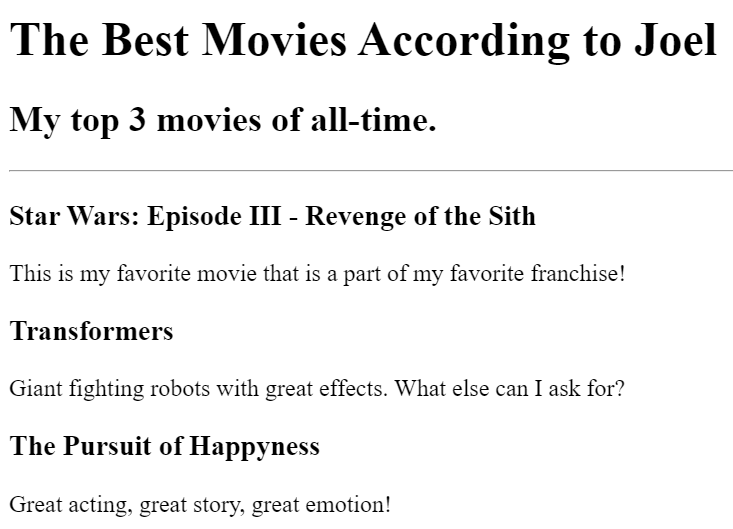 The Best Movies According to Joel
My top 3 movies of all-time.
Star Wars: Episode III - Revenge of the Sith
This is my favorite movie that is a part of my favorite franchise!
Transformers
Giant fighting robots with great effects. What else can I ask for?
The Pursuit of Happyness
Great acting, great story, great emotion!